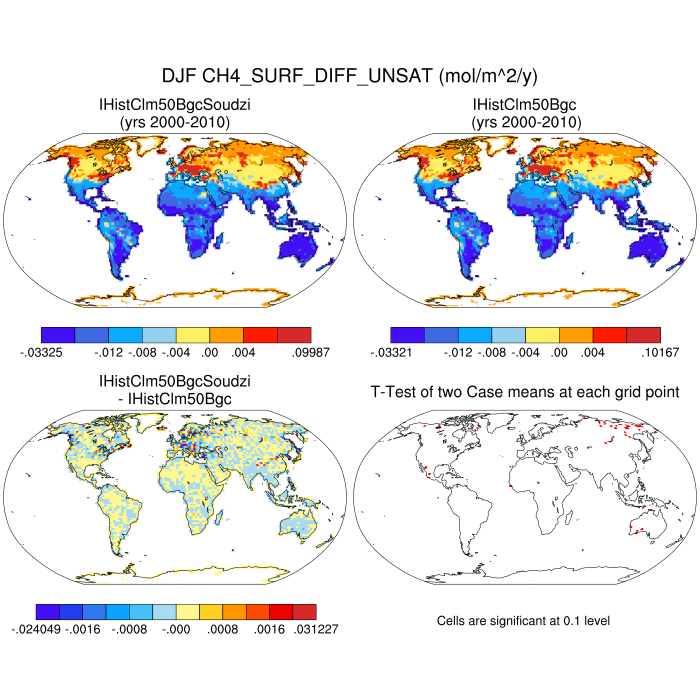 DJF CH4_SURF_DIFF_UNSAT (mol/m^2/y)
IHistClm50BgcSoudzi
(yrs 2000-2010)
IHistClm50Bgc
(yrs 2000-2010)
-.03325 -.012 -.008 -.004 .00 .004 .09987
-.03321 -.012 -.008 -.004 .00 .004 .10167
IHistClm50BgcSoudzi
- IHistClm50Bgc
T-Test of two Case means at each grid point
-.024049 -.0016 -.0008 -.000 .0008 .0016 .031227
Cells are significant at 0.1 level